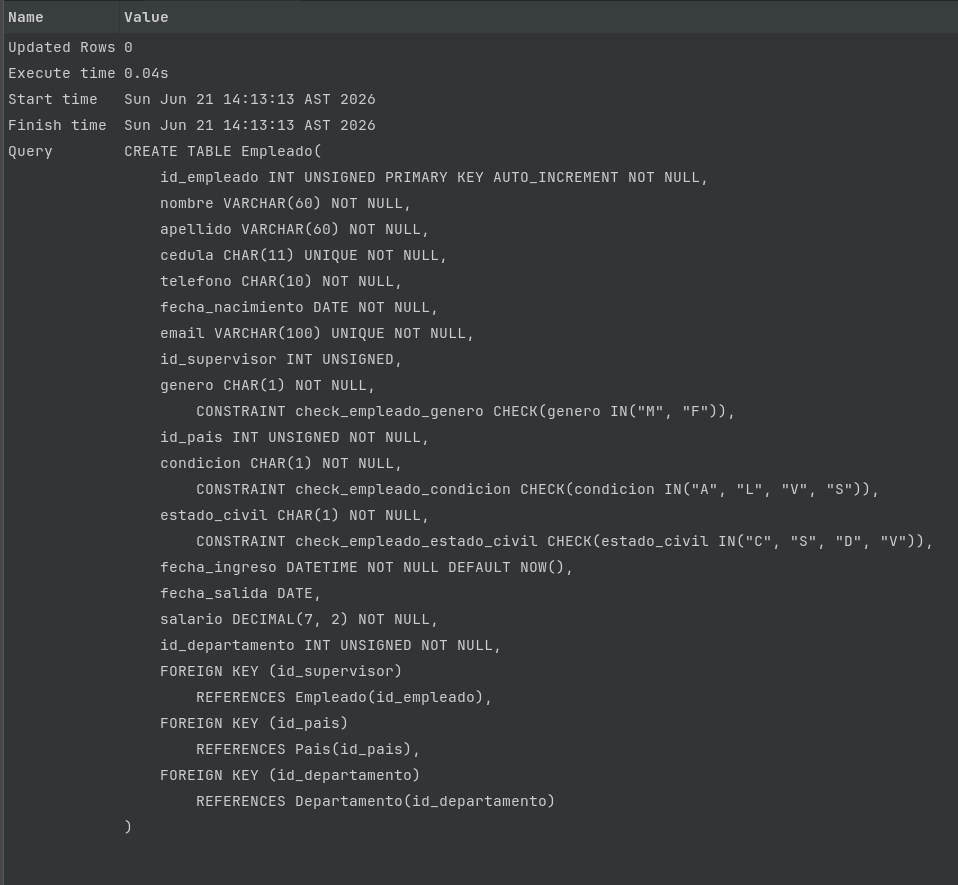 Name Value
Updated Rows 0
Execute time 0.04s
Start time Sun Jun 21 14:13:13 AST 2026
Finish time Sun Jun 21 14:13:13 AST 2026
Query CREATE TABLE Empleado(
    id_empleado INT UNSIGNED PRIMARY KEY AUTO_INCREMENT NOT NULL,
    nombre VARCHAR(60) NOT NULL,
    apellido VARCHAR(60) NOT NULL,
    cedula CHAR(11) UNIQUE NOT NULL,
    telefono CHAR(10) NOT NULL,
    fecha_nacimiento DATE NOT NULL,
    email VARCHAR(100) UNIQUE NOT NULL,
    id_supervisor INT UNSIGNED,
    genero CHAR(1) NOT NULL,
        CONSTRAINT check_empleado_genero CHECK(genero IN("M", "F")),
    id_pais INT UNSIGNED NOT NULL,
    condicion CHAR(1) NOT NULL,
        CONSTRAINT check_empleado_condicion CHECK(condicion IN("A", "L", "V", "S")),
    estado_civil CHAR(1) NOT NULL,
        CONSTRAINT check_empleado_estado_civil CHECK(estado_civil IN("C", "S", "D", "V")),
    fecha_ingreso DATETIME NOT NULL DEFAULT NOW(),
    fecha_salida DATE,
    salario DECIMAL(7, 2) NOT NULL,
    id_departamento INT UNSIGNED NOT NULL,
    FOREIGN KEY (id_supervisor)
        REFERENCES Empleado(id_empleado),
    FOREIGN KEY (id_pais)
        REFERENCES Pais(id_pais),
    FOREIGN KEY (id_departamento)
        REFERENCES Departamento(id_departamento)
)